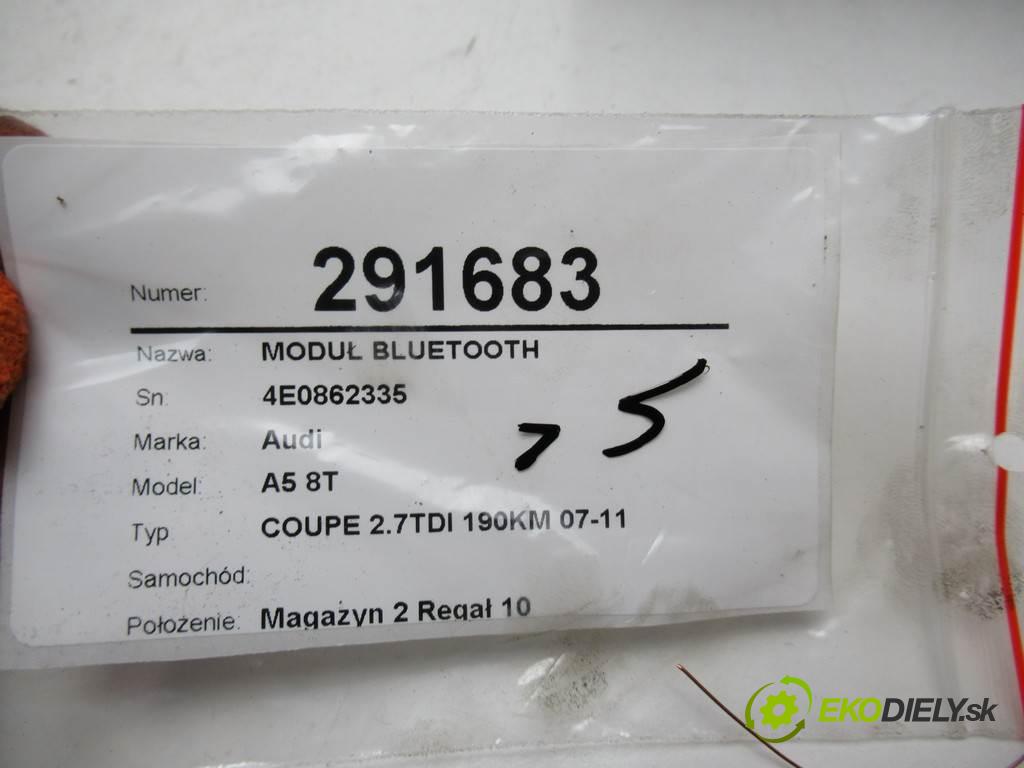 Numer: 291683
Nazwa: MODUŁ BLUETOOTH
Sn 4E0862335
Marka: Audi
Model: A5 8T
Typ COUPE 2.7TDI 190KM 07-11
Samochód:
Położenie: Magazyn 2 Regał 10
EKODIELY.sk